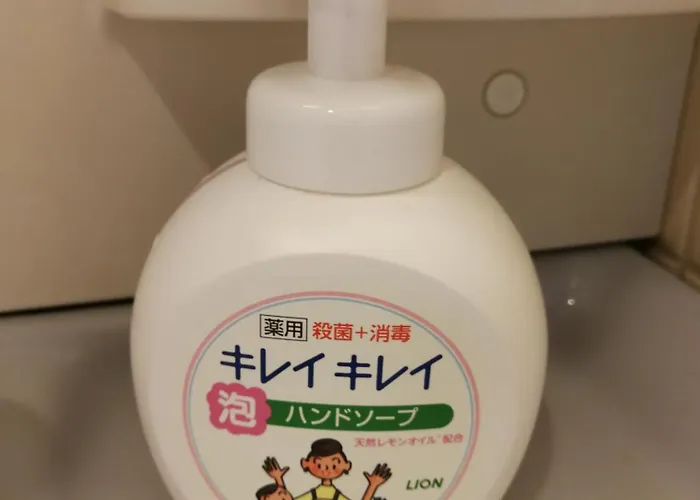 薬用 殺菌+消毒
キレイキレイ
泡 ハンドソープ
天然レモンオイル*配合
LION